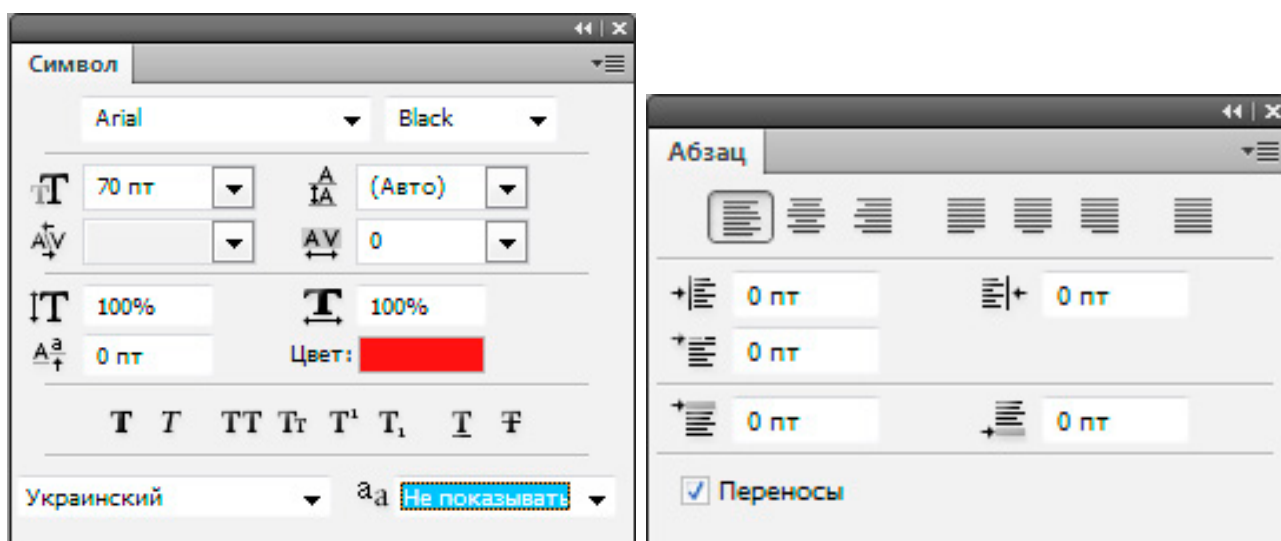 Символ
Arial Black
70 пт (Авто)
0
100% 100%
0 пт Цвет:
T T TT Tт T¹ T₁ T T
Украинский aa Не показывать
Абзац
0 пт 0 пт
0 пт
0 пт 0 пт
Переносы